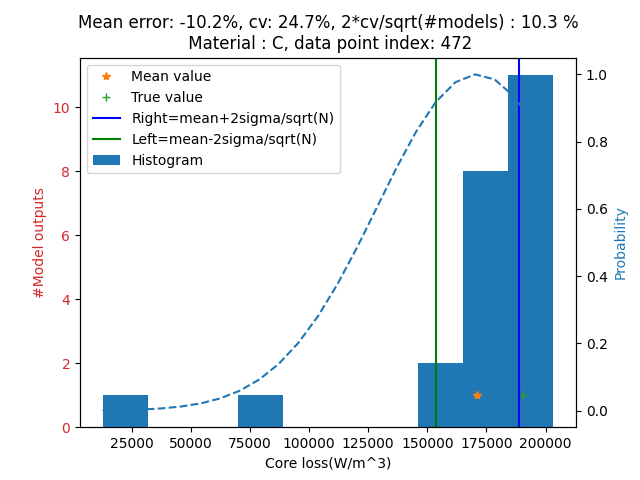 Mean error: -10.2%, cv: 24.7%, 2*cv/sqrt(#models) : 10.3 %
Material : C, data point index: 472
Mean value
True value
Right=mean+2sigma/sqrt(N)
Left=mean-2sigma/sqrt(N)
Histogram
#Model outputs
10
8
6
4
2
0
1.0
0.8
0.6
0.4
0.2
0.0
Probability
25000 50000 75000 100000 125000 150000 175000 200000
Core loss(W/m^3)